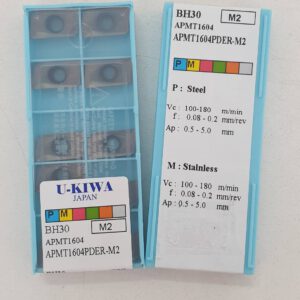 BH30 M2
APMT1604
APMT1604PDER-M2
P M
P : Steel
Vc : 100-180 m/min
f : 0.08 - 0.2 mm/rev
Ap : 0.5 - 5.0 mm
M : Stainless
Vc : 100 - 180 m/min
f : 0.08 - 0.2 mm/rev
Ap : 0.5 - 5.0 mm
U-KIWA
JAPAN
P M
BH30 M2
APMT1604
APMT1604PDER-M2